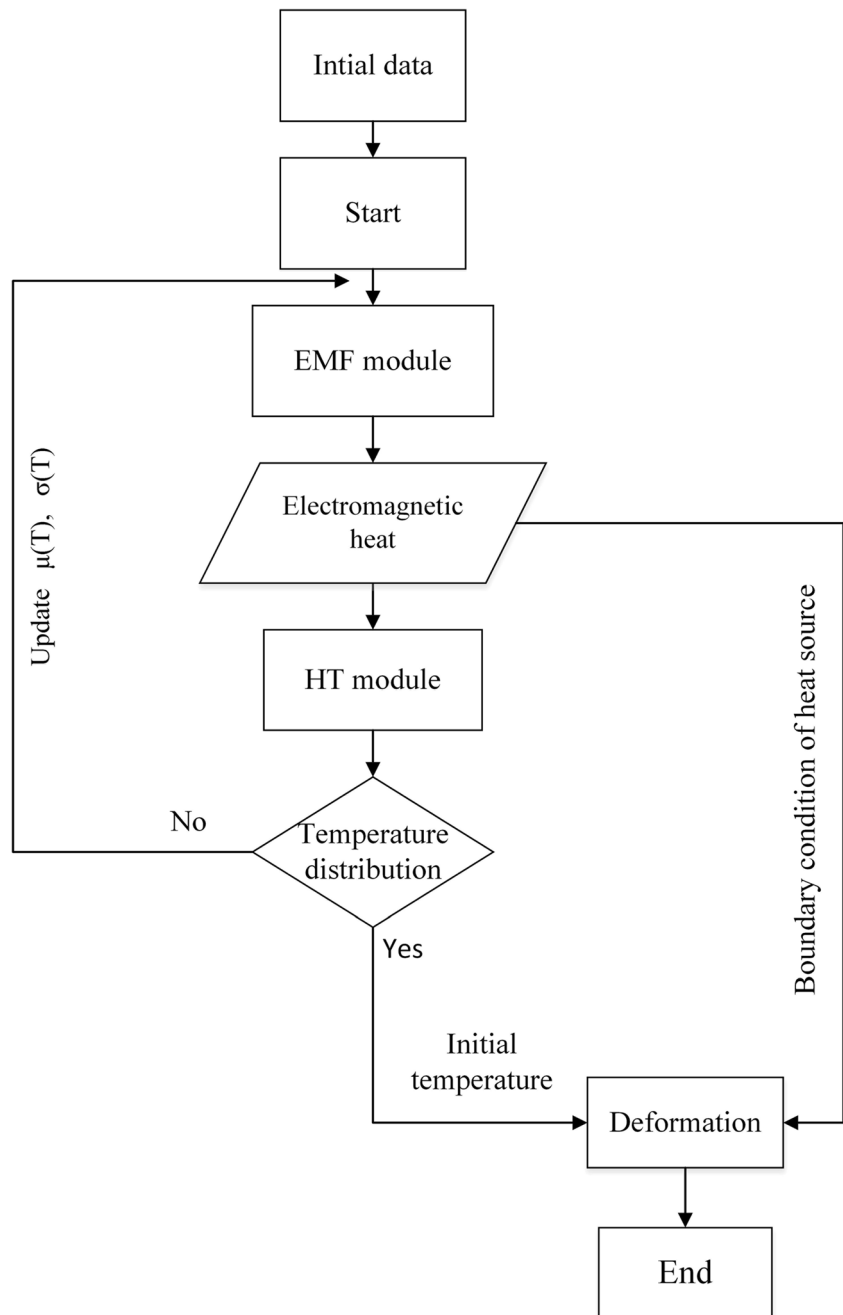 Intial data
Start
EMF module
Electromagnetic
heat
Update μ(T), σ(T)
HT module
Boundary condition of heat source
No
Temperature
distribution
Yes
Initial
temperature
Deformation
End